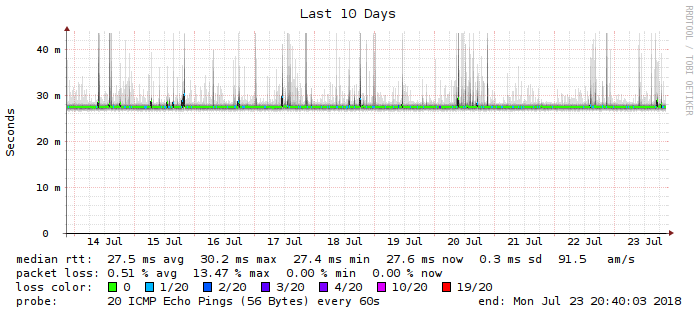 Last 10 Days
RRDTOOL / TOBI OETIKER
Seconds
40 m
30 m
20 m
10 m
0
14 Jul 15 Jul 16 Jul 17 Jul 18 Jul 19 Jul 20 Jul 21 Jul 22 Jul 23 Jul
median rtt: 27.5 ms avg 30.2 ms max 27.4 ms min 27.6 ms now 0.3 ms sd 91.5 am/s
packet loss: 0.51 % avg 13.47 % max 0.00 % min 0.00 % now
loss color: 0 1/20 2/20 3/20 4/20 10/20 19/20
probe: 20 ICMP Echo Pings (56 Bytes) every 60s end: Mon Jul 23 20:40:03 2018